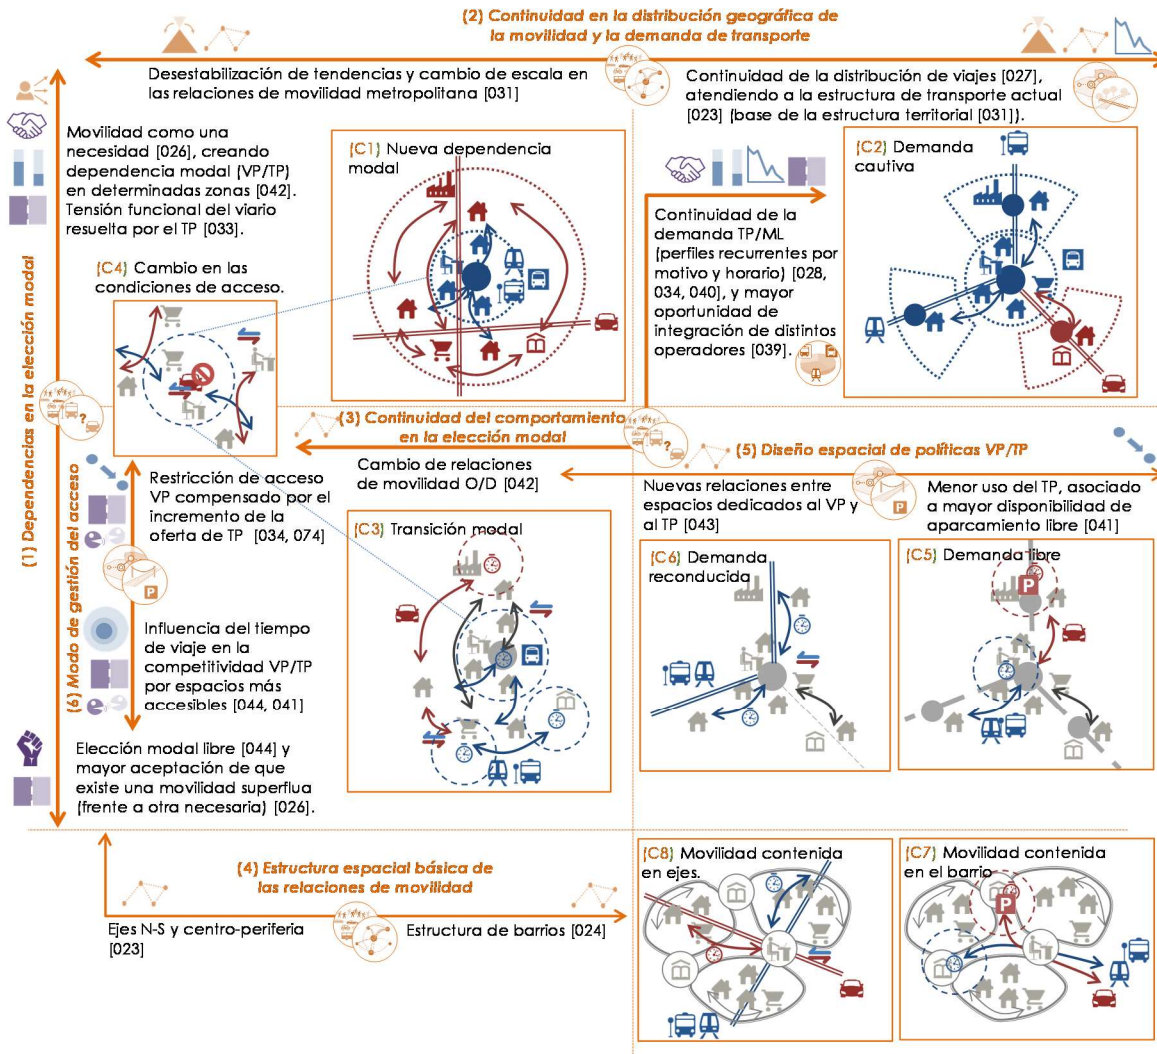 (2) Continuidad en la distribución geográfica de
la movilidad y la demanda de transporte
Desestabilización de tendencias y cambio de escala en
las relaciones de movilidad metropolitana [031]
Continuidad de la distribución de viajes [027],
atendiendo a la estructura de transporte actual
[023] (base de la estructura territorial [031]).
(1) Dependencias en la elección modal
Movilidad como una
necesidad [026], creando
dependencia modal (VP/TP)
en determinadas zonas [042].
Tensión funcional del viario
resuelta por el TP [033].
(C1) Nueva dependencia
modal
Continuidad de la
demanda TP/ML
(perfiles recurrentes por
motivo y horario) [028,
034, 040], y mayor
oportunidad de
integración de distintos
operadores [039].
(C2) Demanda
cautiva
(C4) Cambio en las
condiciones de acceso.
?
?
(3) Continuidad del comportamiento
en la elección modal
Cambio de relaciones
de movilidad O/D [042]
(5) Diseño espacial de políticas VP/TP
P
Nuevas relaciones entre
espacios dedicados al VP y
al TP [043]
Menor uso del TP, asociado
a mayor disponibilidad de
aparcamiento libre [041]
(6) Modo de gestión del acceso
Restricción de acceso
VP compensado por el
incremento de la
oferta de TP [034, 074]
P
Influencia del tiempo
de viaje en la
competitividad VP/TP
por espacios más
accesibles [044, 041]
Elección modal libre [044] y
mayor aceptación de que
existe una movilidad superflua
(frente a otra necesaria) [026].
(C3) Transición modal
(C6) Demanda
reconducida
(C5) Demanda libre
P
(4) Estructura espacial básica de
las relaciones de movilidad
Ejes N-S y centro-periferia
[023]
Estructura de barrios [024]
(C8) Movilidad contenida
en ejes.
(C7) Movilidad contenida
en el barrio
P